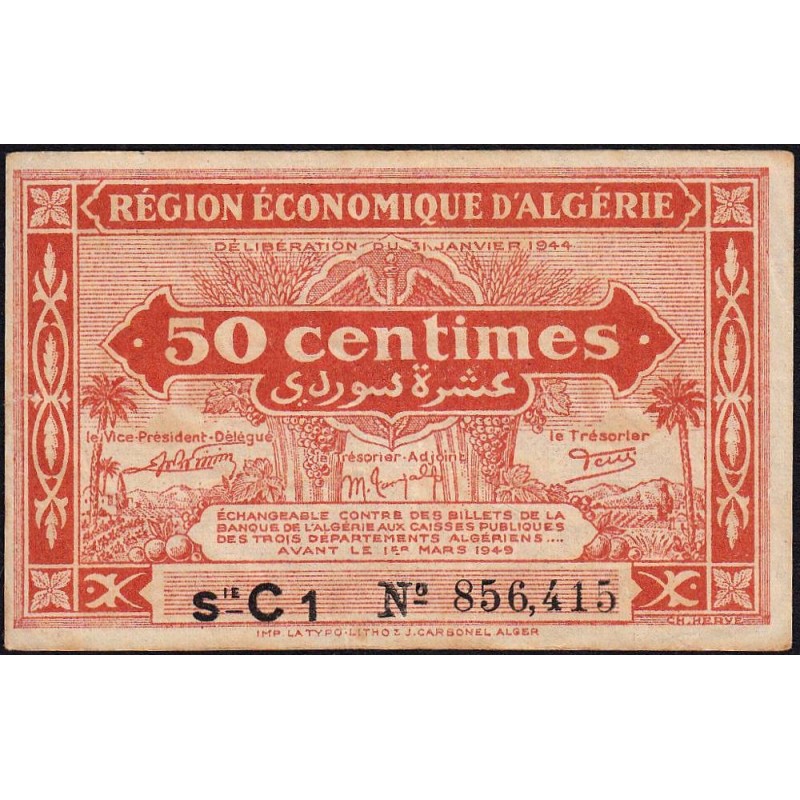 RÉGION ÉCONOMIQUE D'ALGÉRIE
DÉLIBÉRATION DU 31 JANVIER 1944
50 centimes
عشرة سوردي
le Vice-Président-Délégué
le Trésorier-Adjoint
le Trésorier
ÉCHANGEABLE CONTRE DES BILLETS DE LA
BANQUE DE L'ALGÉRIE AUX CAISSES PUBLIQUES
DES TROIS DÉPARTEMENTS ALGÉRIENS....
AVANT LE 1ER MARS 1949
SIE C 1 No 856,415
CH. HERVÉ
IMP. LA TYPO-LITHO & J. CARBONEL ALGER